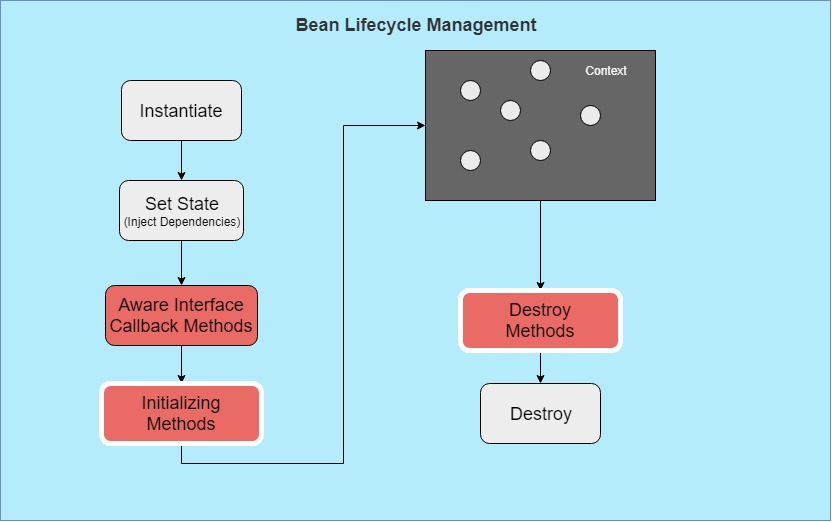 Bean Lifecycle Management
Instantiate
Set State
(Inject Dependencies)
Aware Interface
Callback Methods
Initializing
Methods
Context
Destroy
Methods
Destroy